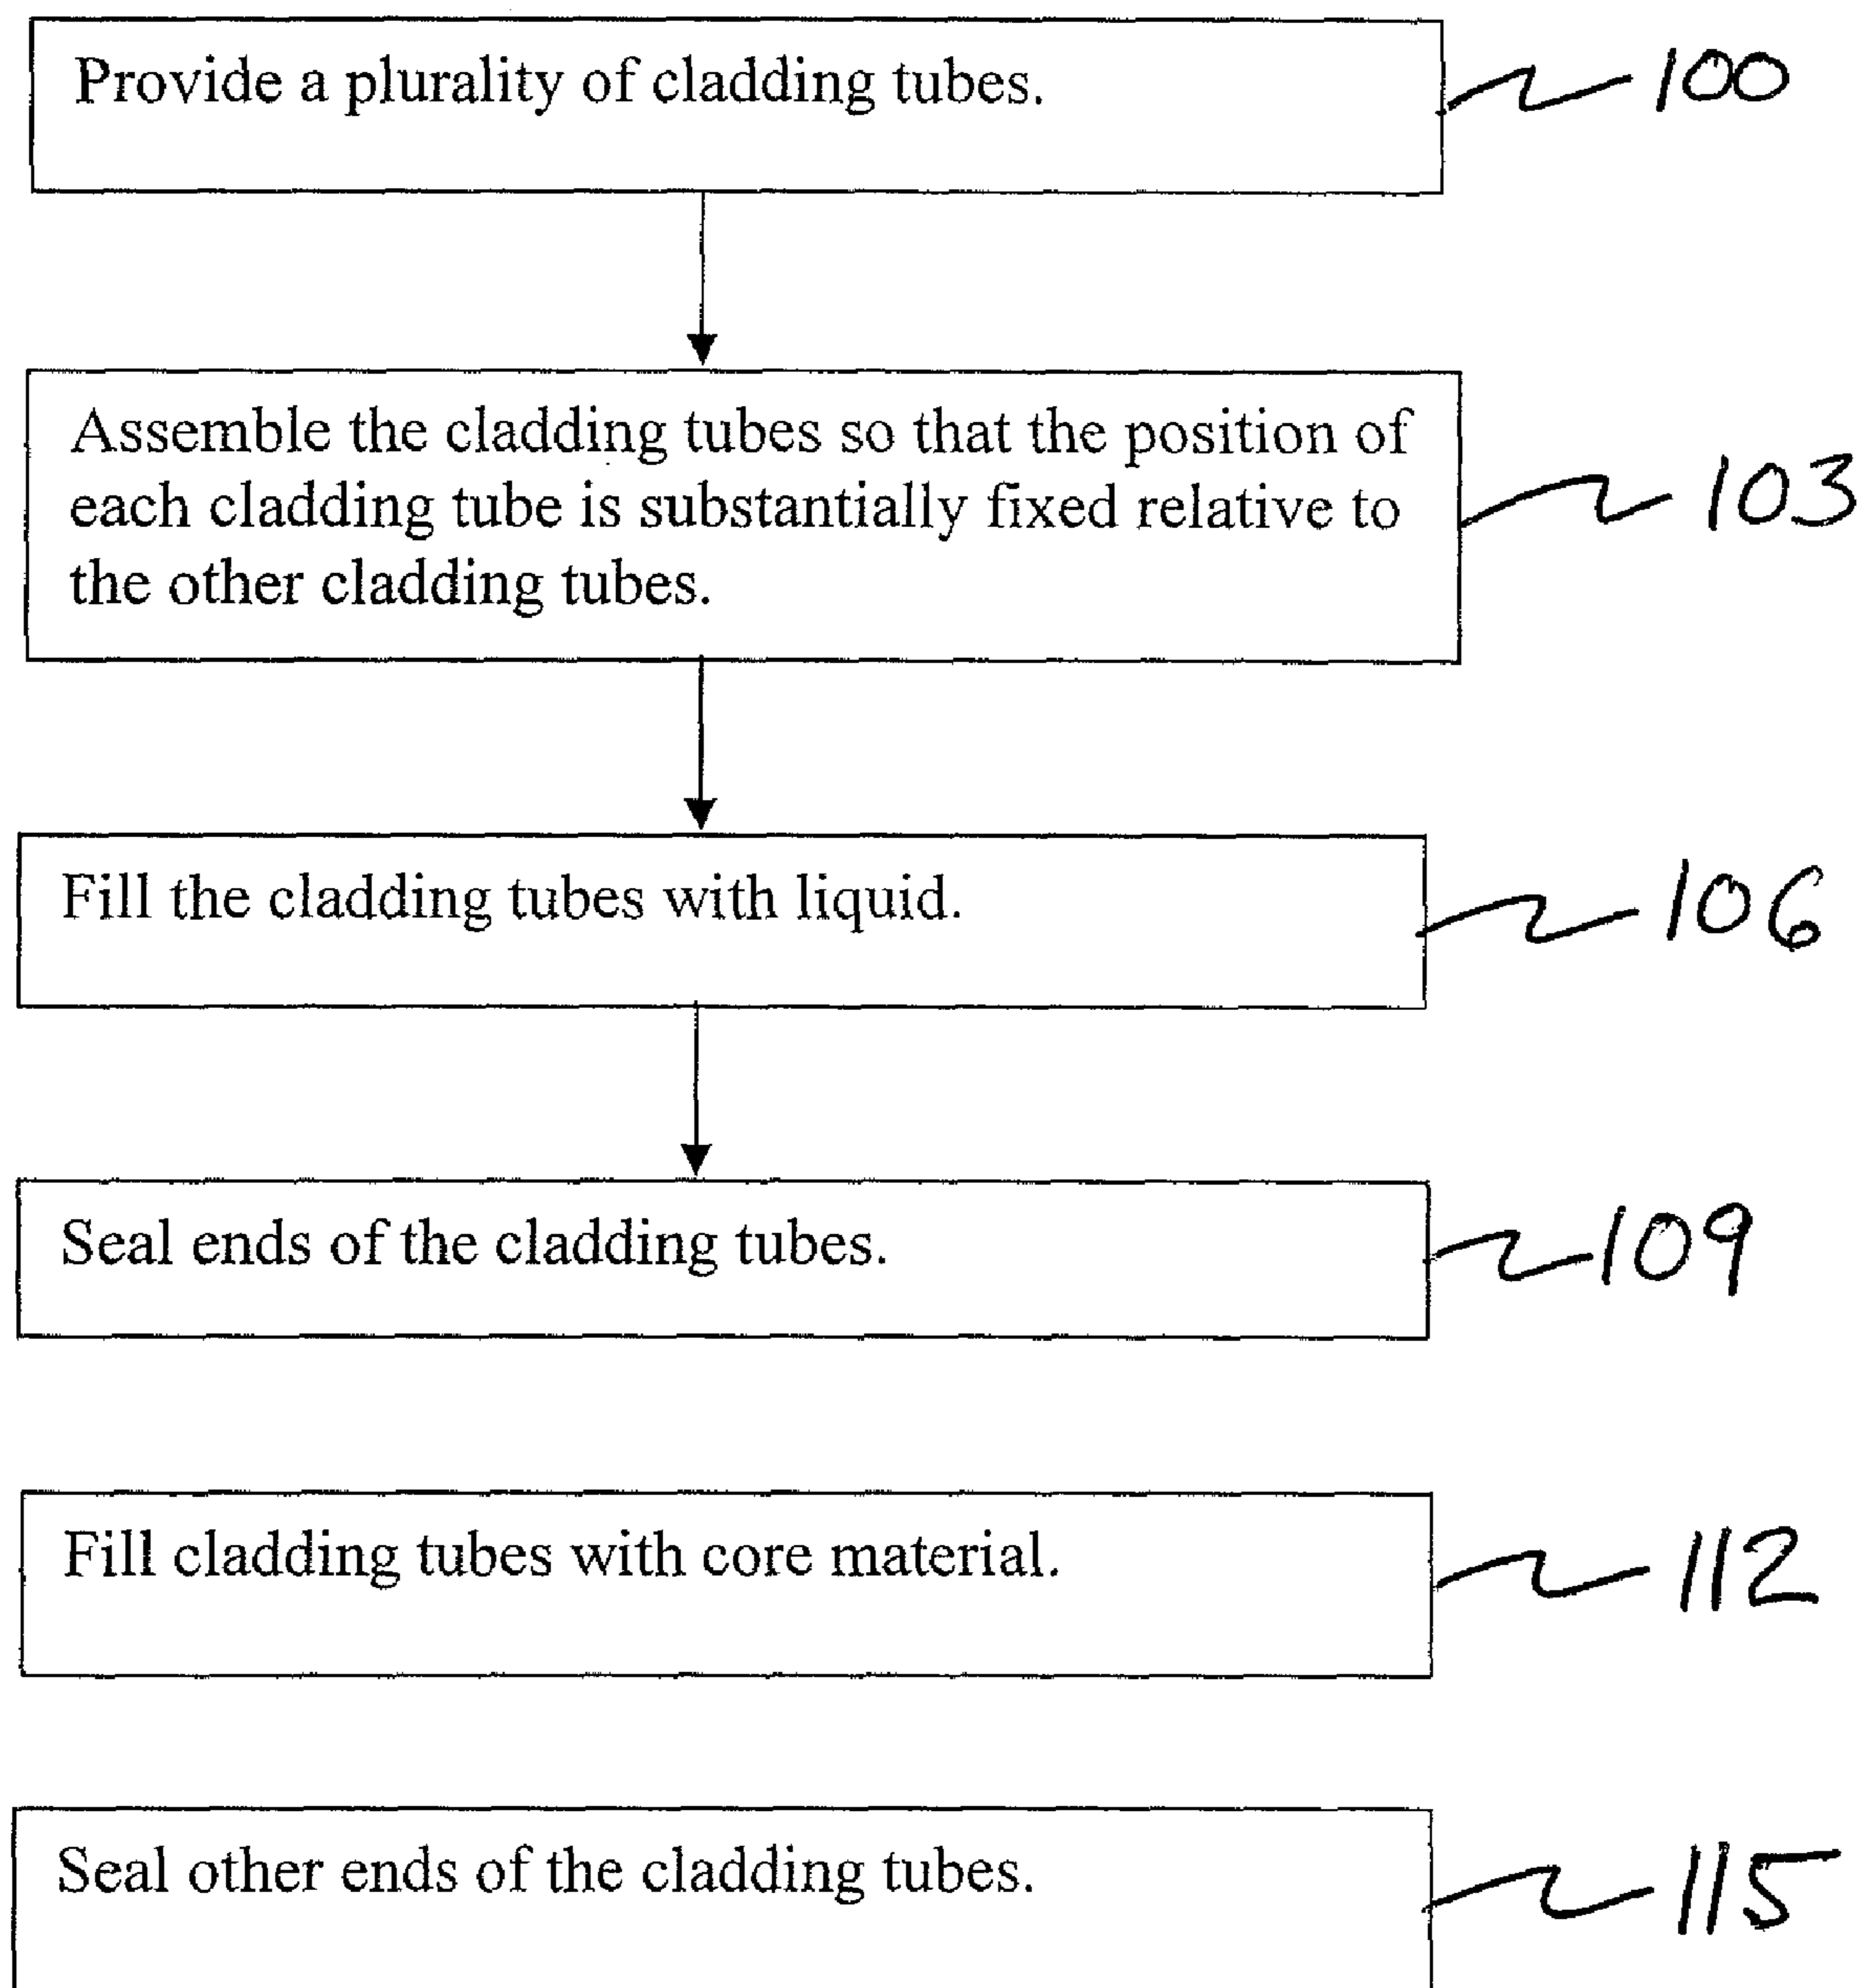 Provide a plurality of cladding tubes.
100
Assemble the cladding tubes so that the position of
each cladding tube is substantially fixed relative to
the other cladding tubes.
103
Fill the cladding tubes with liquid.
106
Seal ends of the cladding tubes.
109
Fill cladding tubes with core material.
112
Seal other ends of the cladding tubes.
115